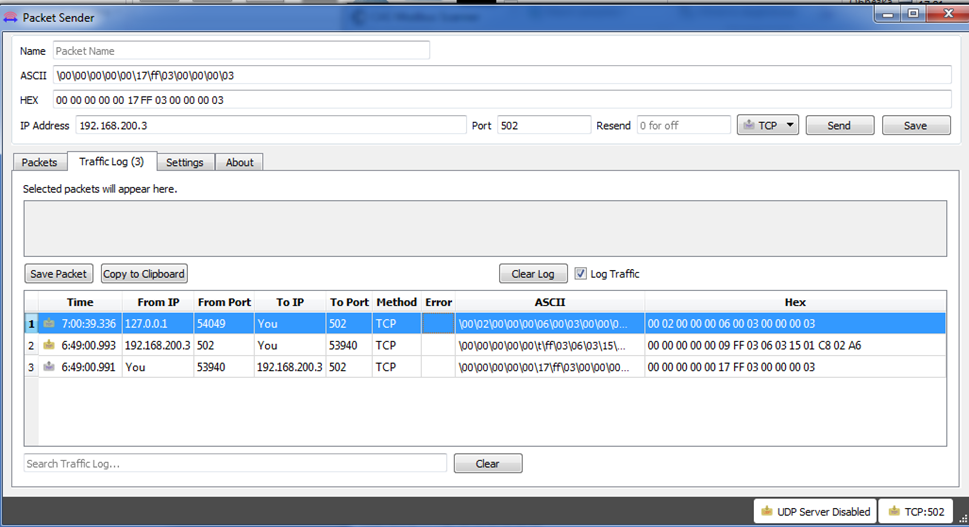 Packet Sender
Name Packet Name
ASCII \00\00\00\00\00\17\ff\03\00\00\00\03
HEX 00 00 00 00 00 17 FF 03 00 00 00 03
IP Address 192.168.200.3 Port 502 Resend 0 for off TCP Send Save
Packets Traffic Log (3) Settings About
Selected packets will appear here.
Save Packet Copy to Clipboard Clear Log Log Traffic
Time From IP From Port To IP To Port Method Error ASCII Hex
1 7:00:39.336 127.0.0.1 54049 You 502 TCP \00\02\00\00\00\06\00\03\00\00\0... 00 02 00 00 00 06 00 03 00 00 00 03
2 6:49:00.993 192.168.200.3 502 You 53940 TCP \00\00\00\00\00\t\ff\03\06\03\15\... 00 00 00 00 00 09 FF 03 06 03 15 01 C8 02 A6
3 6:49:00.991 You 53940 192.168.200.3 502 TCP \00\00\00\00\00\17\ff\03\00\00\00... 00 00 00 00 00 17 FF 03 00 00 00 03
Search Traffic Log... Clear
UDP Server Disabled TCP:502